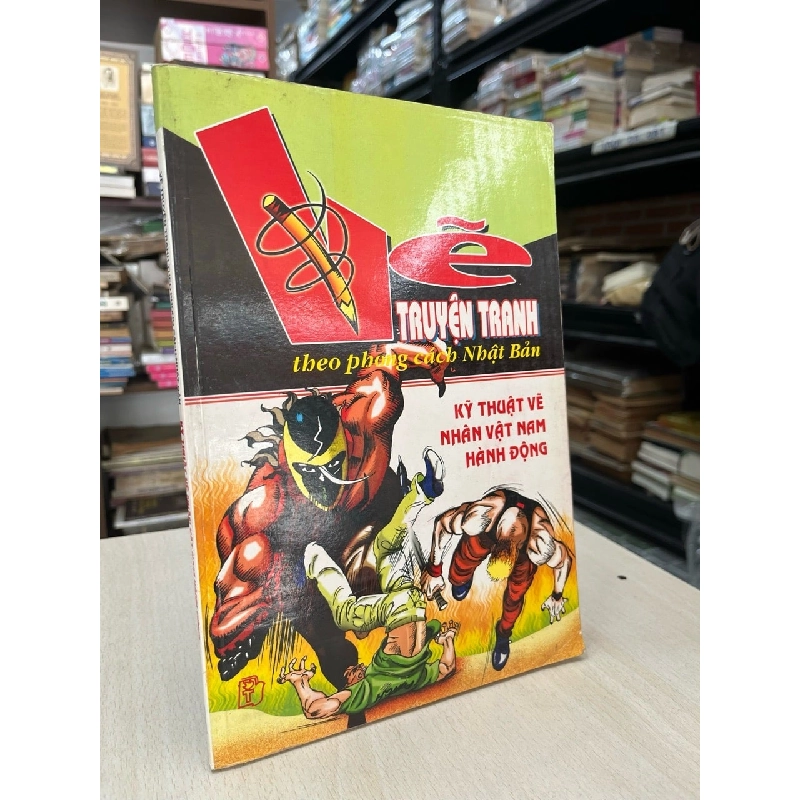 Vẽ
TRUYỆN TRANH
theo phong cách Nhật Bản
KỸ THUẬT VẼ
NHÂN VẬT NAM
HÀNH ĐỘNG